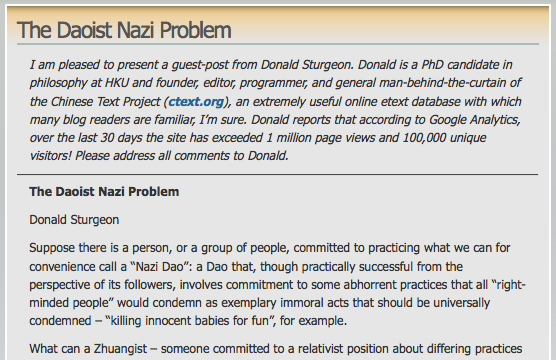 The Daoist Nazi Problem
I am pleased to present a guest-post from Donald Sturgeon. Donald is a PhD candidate in
philosophy at HKU and founder, editor, programmer, and general man-behind-the-curtain of
the Chinese Text Project (ctext.org), an extremely useful online etext database with which
many blog readers are familiar, I'm sure. Donald reports that according to Google Analytics,
over the last 30 days the site has exceeded 1 million page views and 100,000 unique
visitors! Please address all comments to Donald.
The Daoist Nazi Problem
Donald Sturgeon
Suppose there is a person, or a group of people, committed to practicing what we can for
convenience call a “Nazi Dao”: a Dao that, though practically successful from the
perspective of its followers, involves commitment to some abhorrent practices that all “right-
minded people” would condemn as exemplary immoral acts that should be universally
condemned – “killing innocent babies for fun”, for example.
What can a Zhuangist – someone committed to a relativist position about differing practices